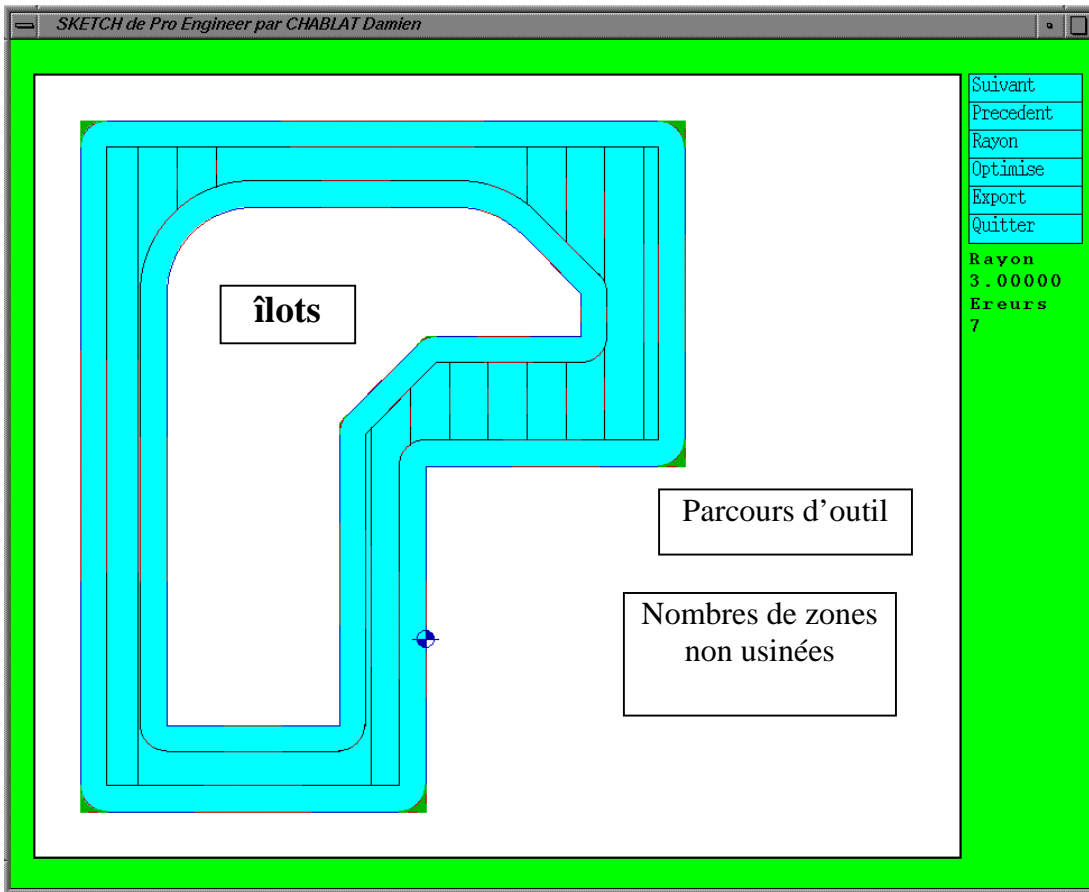 SKETCH de Pro Engineer par CHABLAT Damien
Suivant
Precedent
Rayon
Optimise
Export
Quitter
Rayon
3.00000
Ereurs
7
îlots
Parcours d’outil
Nombres de zones
non usinées